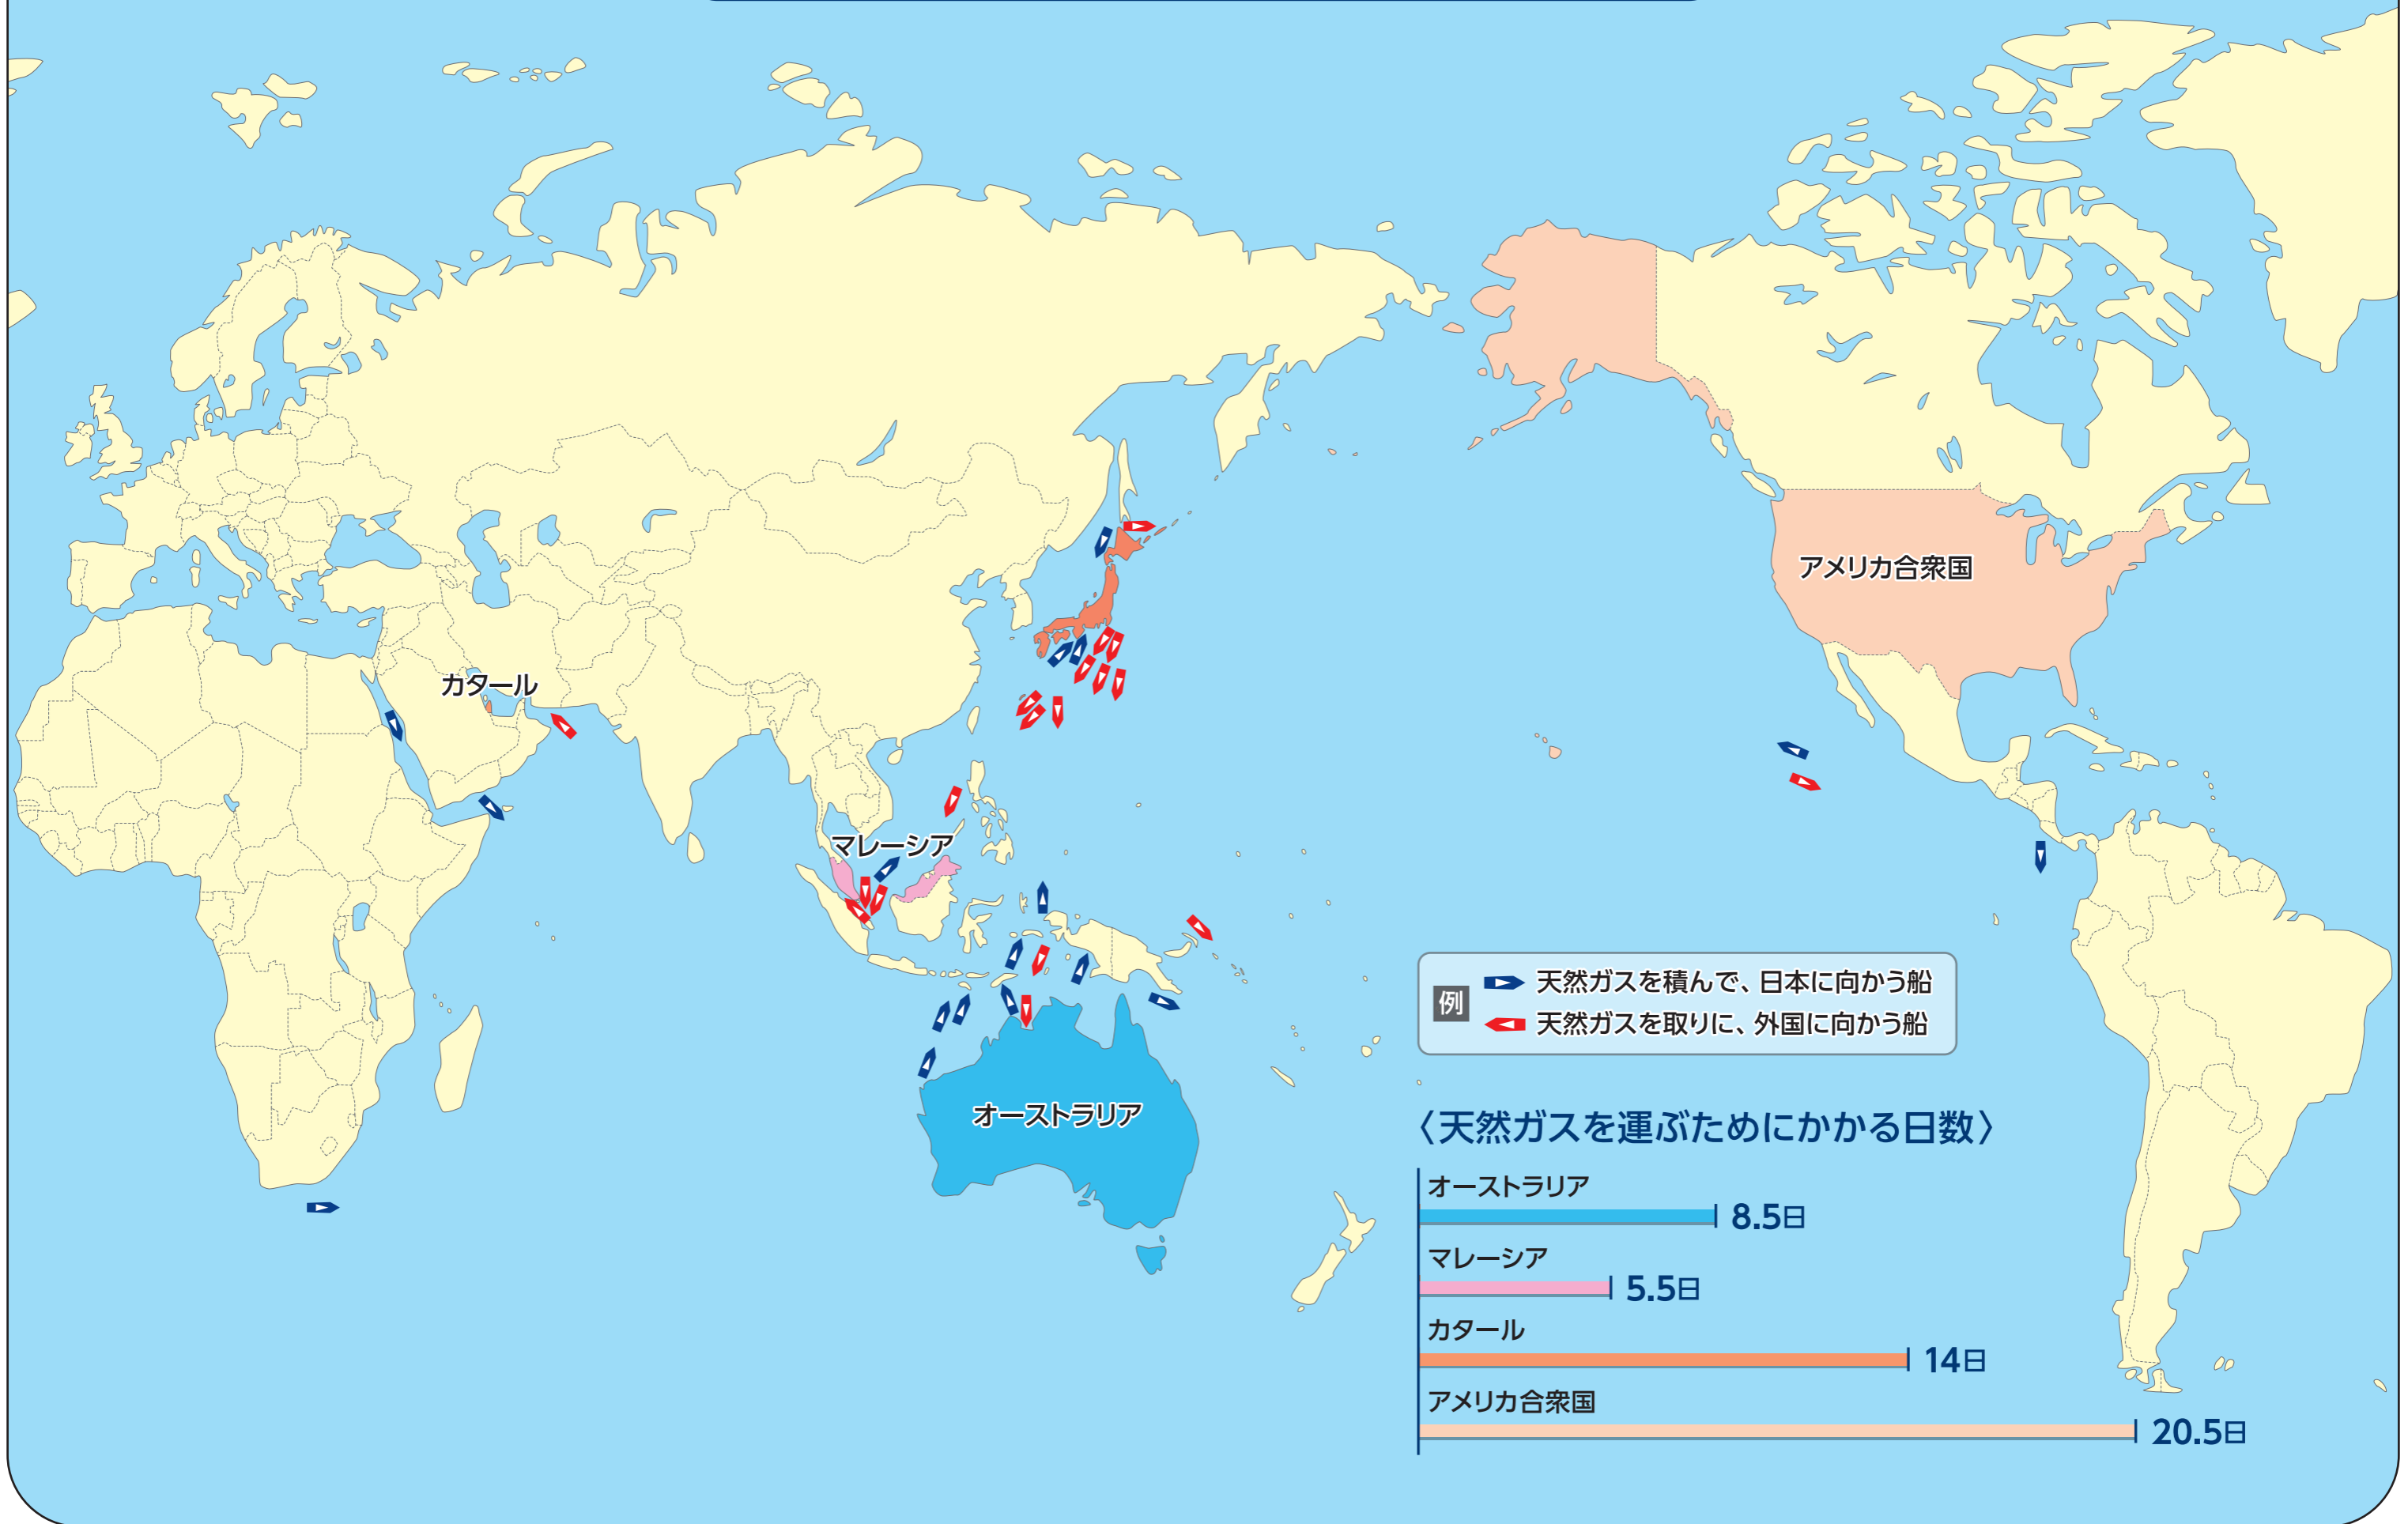 アメリカ合衆国
カタール
マレーシア
オーストラリア
例
天然ガスを積んで、日本に向かう船
天然ガスを取りに、外国に向かう船
〈天然ガスを運ぶためにかかる日数〉
オーストラリア
8.5日
マレーシア
5.5日
カタール
14日
アメリカ合衆国
20.5日